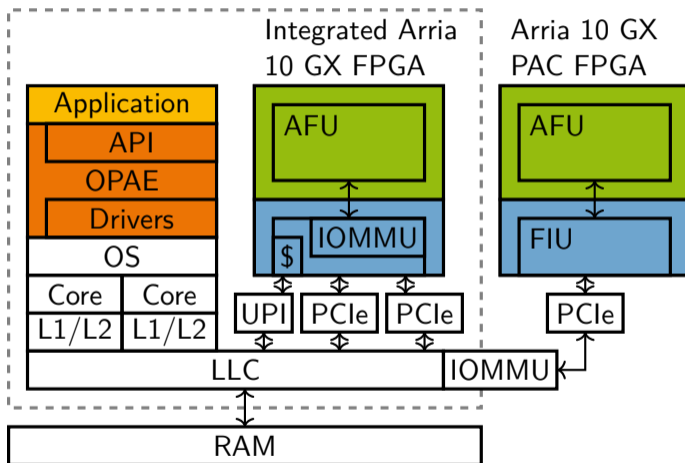 Integrated Arria
10 GX FPGA
Arria 10 GX
PAC FPGA
Application
API
OPAE
Drivers
OS
Core
Core
L1/L2
L1/L2
AFU
IOMMU
$
AFU
FIU
UPI
PCIe
PCIe
PCIe
LLC
IOMMU
RAM